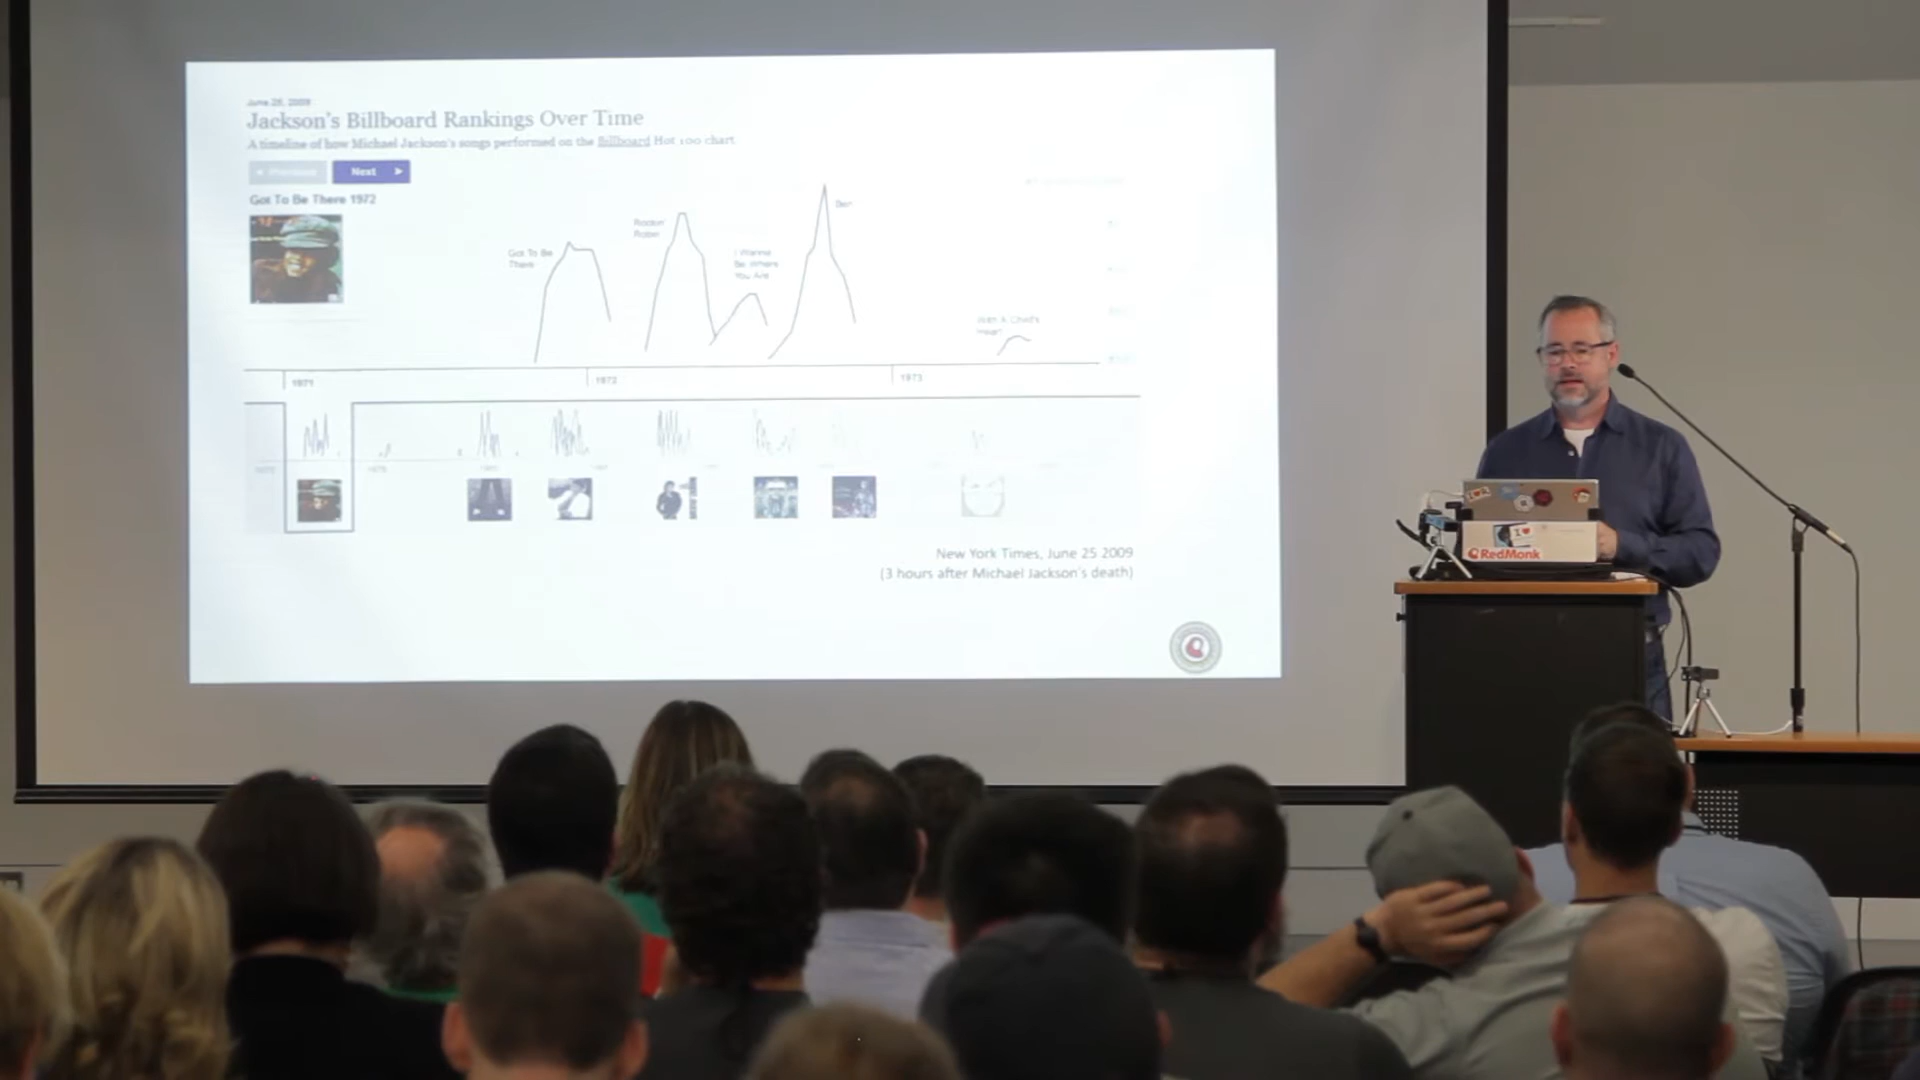 June 25, 2009
Jackson's Billboard Rankings Over Time
A timeline of how Michael Jackson's songs performed on the Billboard Hot 100 chart
Previous
Next
Got To Be There 1972
Got To Be
There
Rockin'
Robin
I Wanna
Be Where
You Are
Ben
With A Child's
Heart
1971
1972
1973
New York Times, June 25 2009
(3 hours after Michael Jackson's death)
RedMonk